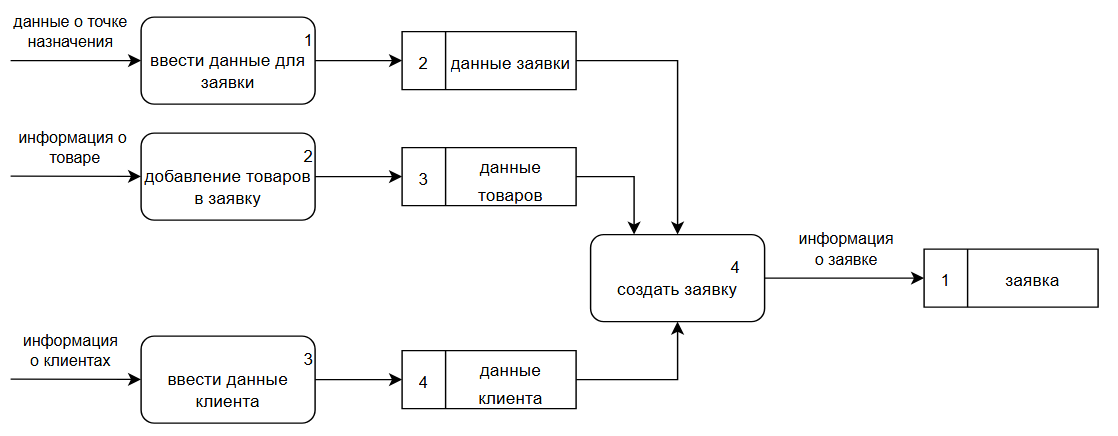 данные о точке
назначения
1
ввести данные для
заявки
2
данные заявки
информация о
товаре
2
добавление товаров
в заявку
3
данные
товаров
4
создать заявку
информация
о заявке
1
заявка
информация
о клиентах
3
ввести данные
клиента
4
данные
клиента